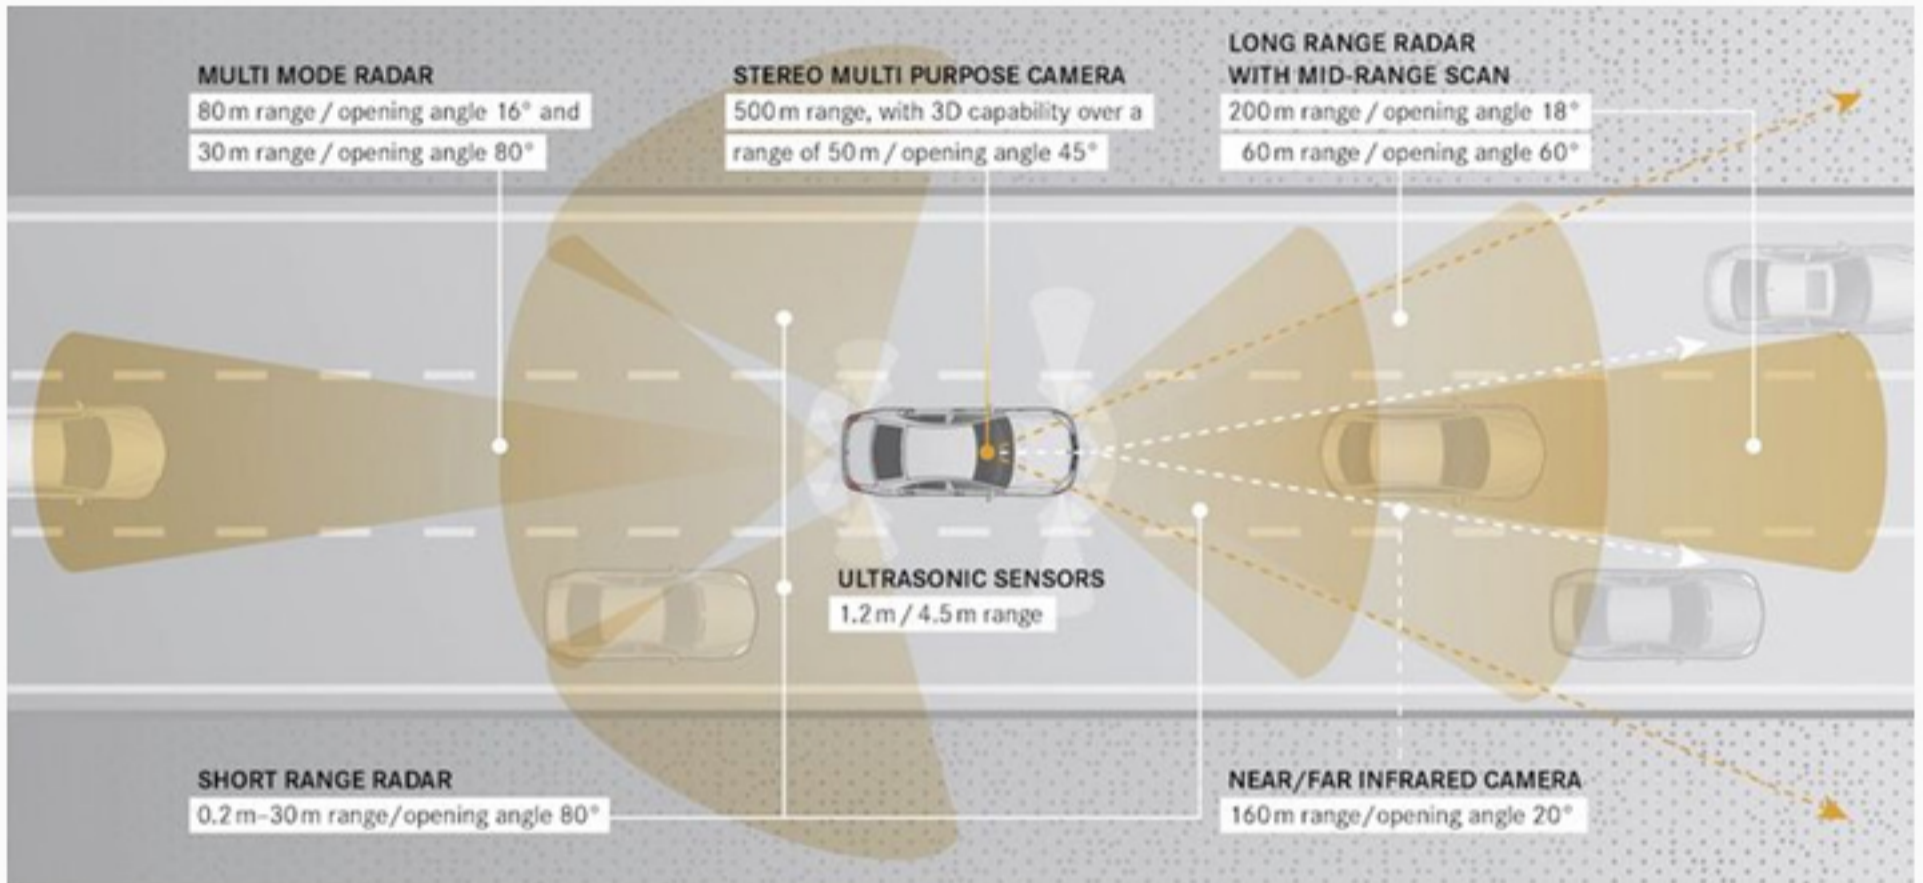 MULTI MODE RADAR
80 m range / opening angle 16° and
30 m range / opening angle 80°
STEREO MULTI PURPOSE CAMERA
500 m range, with 3D capability over a
range of 50 m / opening angle 45°
LONG RANGE RADAR
WITH MID-RANGE SCAN
200 m range / opening angle 18°
60 m range / opening angle 60°
ULTRASONIC SENSORS
1.2 m / 4.5 m range
SHORT RANGE RADAR
0.2 m–30 m range/opening angle 80°
NEAR/FAR INFRARED CAMERA
160 m range/opening angle 20°